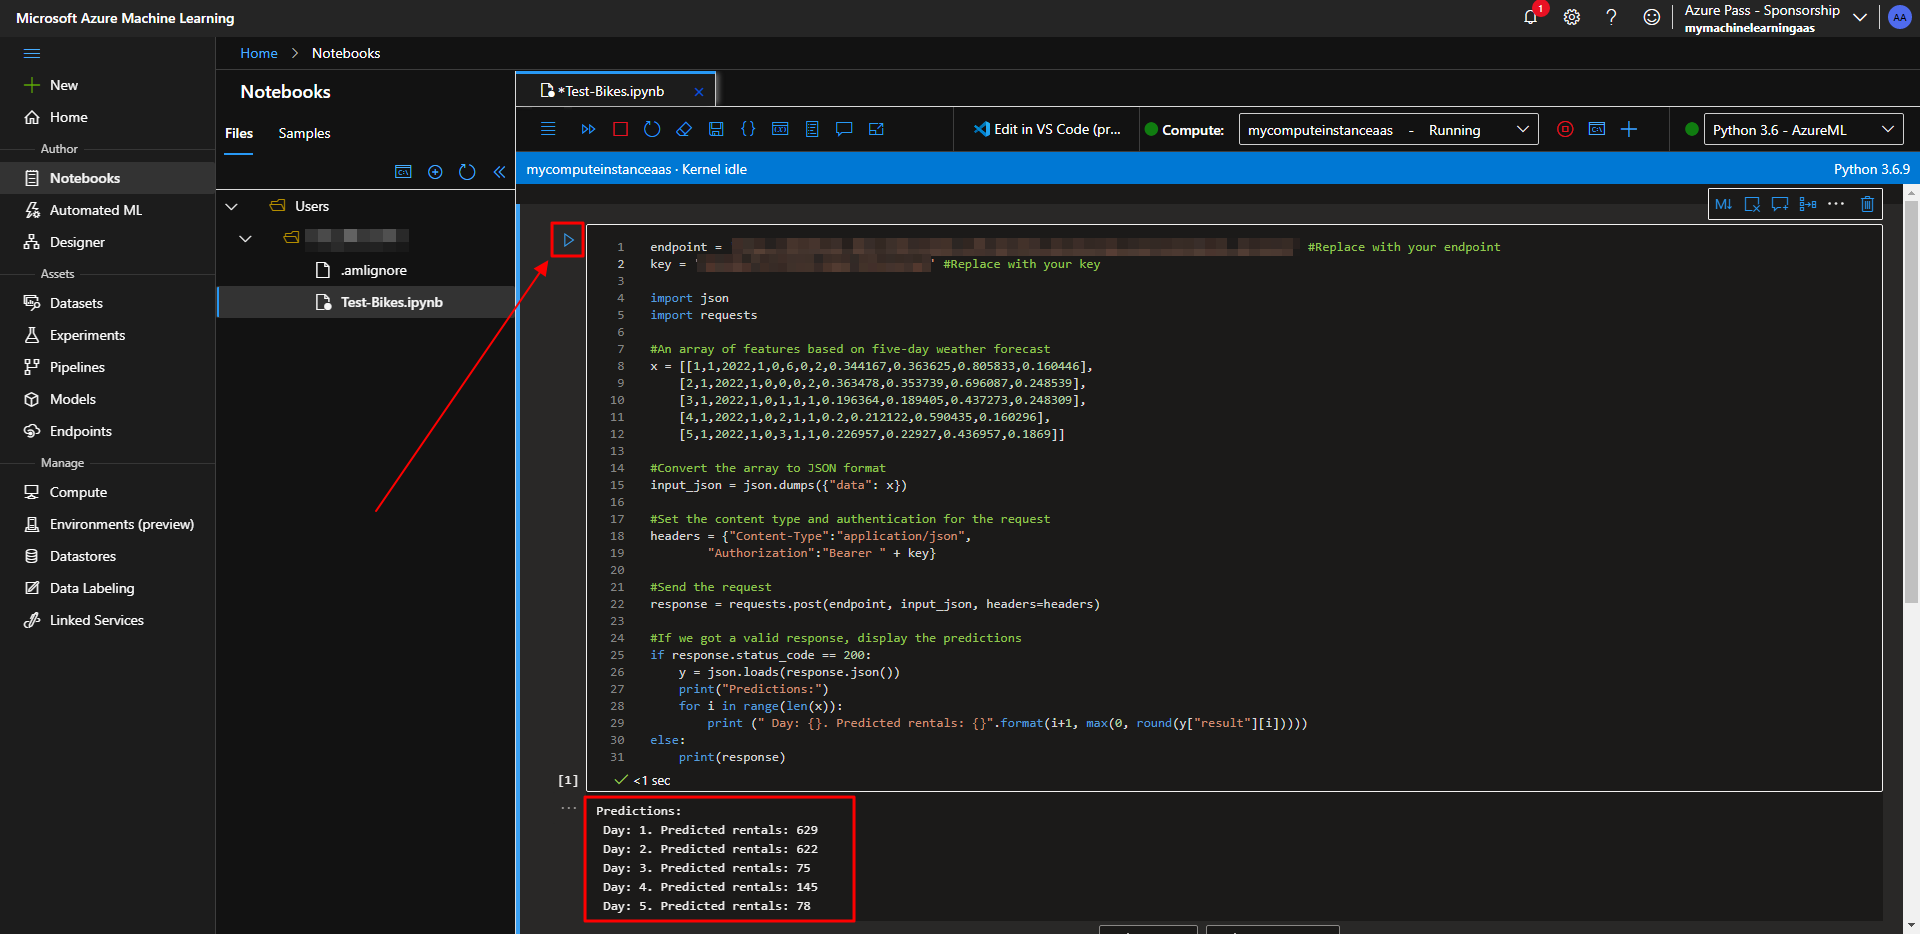 Microsoft Azure Machine Learning
1
Azure Pass - Sponsorship
mymachinelearningaas
AA
New
Home
Author
Notebooks
Automated ML
Designer
Assets
Datasets
Experiments
Pipelines
Models
Endpoints
Manage
Compute
Environments (preview)
Datastores
Data Labeling
Linked Services
Home > Notebooks
Notebooks
Files Samples
Users
.amlignore
Test-Bikes.ipynb
*Test-Bikes.ipynb
Edit in VS Code (pr...
Compute:
mycomputeinstanceaas - Running
Python 3.6 - AzureML
mycomputeinstanceaas · Kernel idle
Python 3.6.9
M↓
1 endpoint = #Replace with your endpoint
2 key = ' ' #Replace with your key
3
4 import json
5 import requests
6
7 #An array of features based on five-day weather forecast
8 x = [[1,1,2022,1,0,6,0,2,0.344167,0.363625,0.805833,0.160446],
9 [2,1,2022,1,0,0,0,2,0.363478,0.353739,0.696087,0.248539],
10 [3,1,2022,1,0,1,1,1,0.196364,0.189405,0.437273,0.248309],
11 [4,1,2022,1,0,2,1,1,0.2,0.212122,0.590435,0.160296],
12 [5,1,2022,1,0,3,1,1,0.226957,0.22927,0.436957,0.1869]]
13
14 #Convert the array to JSON format
15 input_json = json.dumps({"data": x})
16
17 #Set the content type and authentication for the request
18 headers = {"Content-Type":"application/json",
19 "Authorization":"Bearer " + key}
20
21 #Send the request
22 response = requests.post(endpoint, input_json, headers=headers)
23
24 #If we got a valid response, display the predictions
25 if response.status_code == 200:
26 y = json.loads(response.json())
27 print("Predictions:")
28 for i in range(len(x)):
29 print (" Day: {}. Predicted rentals: {}".format(i+1, max(0, round(y["result"][i]))))
30 else:
31 print(response)
[1] <1 sec
Predictions:
Day: 1. Predicted rentals: 629
Day: 2. Predicted rentals: 622
Day: 3. Predicted rentals: 75
Day: 4. Predicted rentals: 145
Day: 5. Predicted rentals: 78